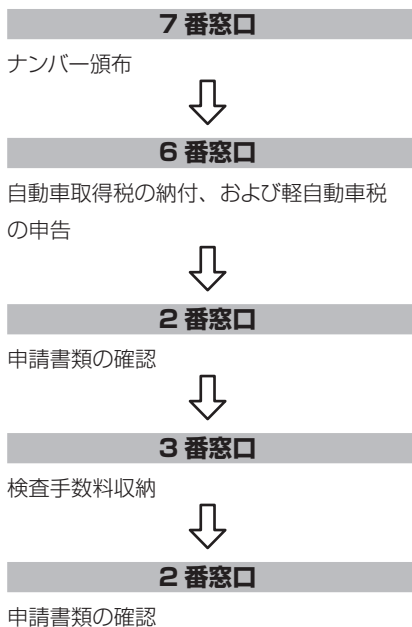 7 番窓口
ナンバー頒布
6 番窓口
自動車取得税の納付、および軽自動車税
の申告
2 番窓口
申請書類の確認
3 番窓口
検査手数料収納
2 番窓口
申請書類の確認